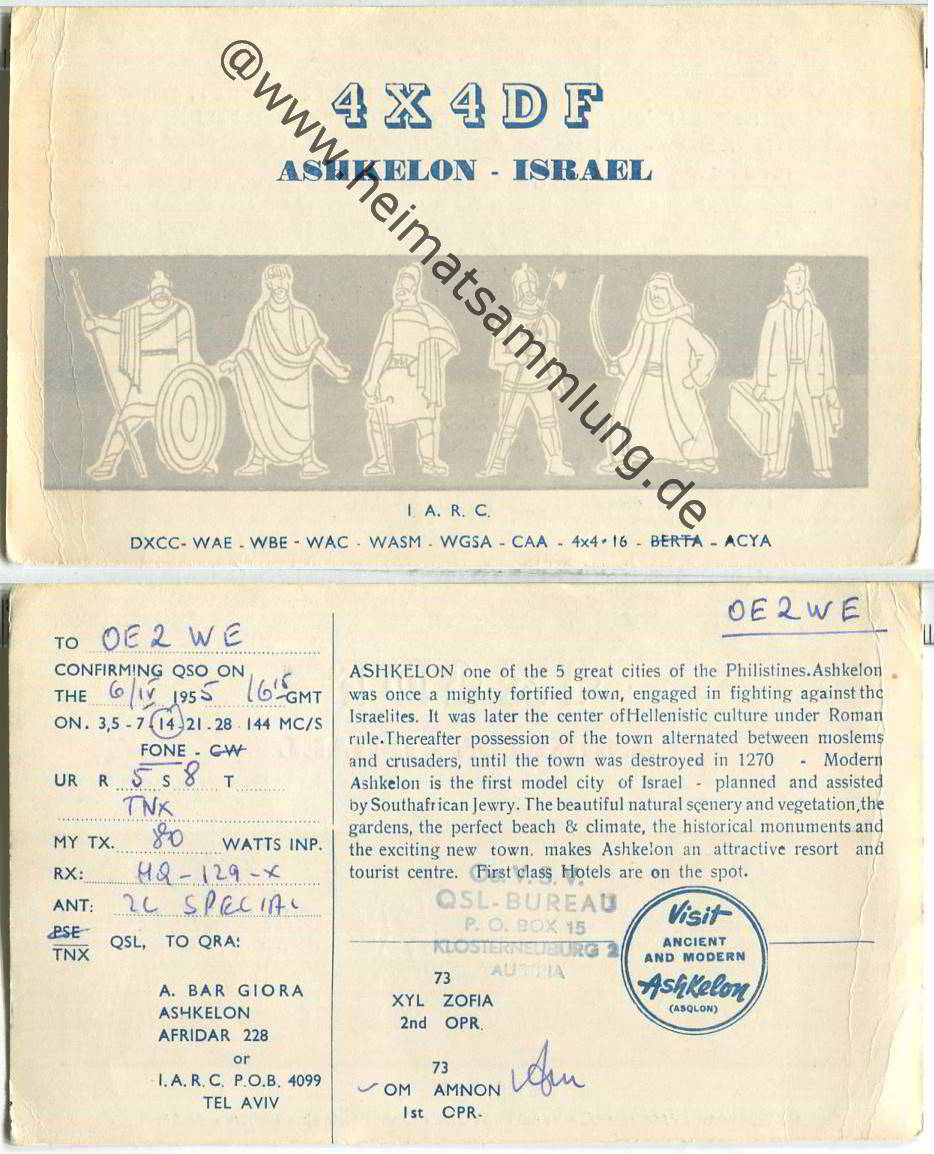 @www.heimatsammlung.de
4X4DF
ASHKELON - ISRAEL
I. A. R. C.
DXCC- WAE - WBE - WAC - WASM - WGSA - CAA - 4x4-16 - BERTA - ACYA
OE2WE
TO OE2WE
CONFIRMING QSO ON
THE 6/IV 1955 1615 GMT
ON. 3,5 - 7 - 14 - 21 - 28 - 144 MC/S
FONE - CW
UR R 5 S 8 T
TNX
MY TX. 80 WATTS INP.
RX: HQ-129-X
ANT: SPECIAL
PSE
TNX QSL, TO QRA:
A. BAR GIORA
ASHKELON
AFRIDAR 228
or
I.A.R.C. P.O.B. 4099
TEL AVIV
ASHKELON one of the 5 great cities of the Philistines.Ashkelon
was once a mighty fortified town, engaged in fighting against the
Israelites. It was later the center of Hellenistic culture under Roman
rule.Thereafter possession of the town alternated between moslems
and crusaders, until the town was destroyed in 1270 - Modern
Ashkelon is the first model city of Israel - planned and assisted
by Southafrican Jewry. The beautiful natural scenery and vegetation,the
gardens, the perfect beach & climate, the historical monuments and
the exciting new town. makes Ashkelon an attractive resort and
tourist centre. First class Hotels are on the spot.
QSL-BUREAU
P. O. BOX 15
KLOSTERNEUBURG 2
AUSTRIA
Visit
ANCIENT
AND MODERN
Ashkelon
(ASQLON)
73
XYL ZOFIA
2nd OPR.
73
OM AMNON
1st OPR-